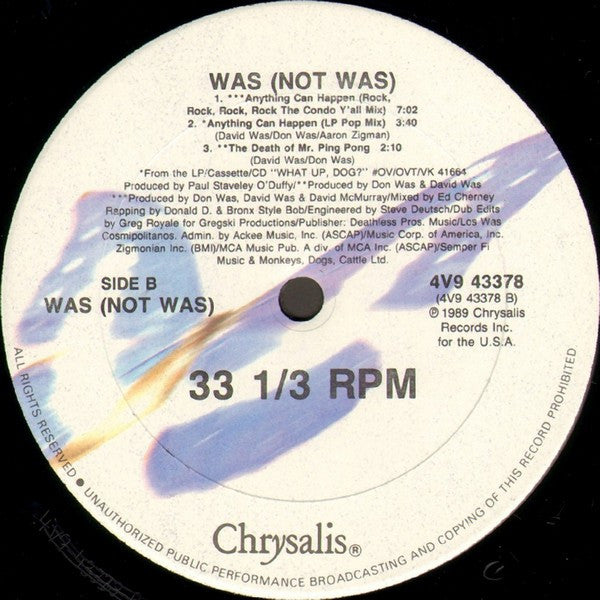 WAS (NOT WAS)
1. ***Anything Can Happen (Rock,
Rock, Rock, Rock The Condo Y'all Mix) 7:02
2. *Anything Can Happen (LP Pop Mix) 3:40
(David Was/Don Was/Aaron Zigman)
3. **The Death of Mr. Ping Pong 2:10
(David Was/Don Was)
*From the LP/Cassette/CD "WHAT UP, DOG?" #OV/OVT/VK 41664
Produced by Paul Staveley O'Duffy/**Produced by Don Was & David Was
***Produced by Don Was, David Was & David McMurray/Mixed by Ed Cherney
Rapping by Donald D. & Bronx Style Bob/Engineered by Steve Deutsch/Dub Edits
by Greg Royale for Gregski Productions/Publisher: Deathless Pros. Music/Los Was
Cosmipolitanos. Admin. by Ackee Music, Inc. (ASCAP)/Music Corp. of America, Inc.
Zigmonian Inc. (BMI)/MCA Music Pub. A div. of MCA Inc. (ASCAP)/Semper Fi
Music & Monkeys, Dogs, Cattle Ltd.
SIDE B
WAS (NOT WAS)
4V9 43378
(4V9 43378 B)
℗ 1989 Chrysalis
Records Inc.
for the U.S.A.
33 1/3 RPM
Chrysalis®
ALL RIGHTS RESERVED ● UNAUTHORIZED PUBLIC PERFORMANCE BROADCASTING AND COPYING OF THIS RECORD PROHIBITED